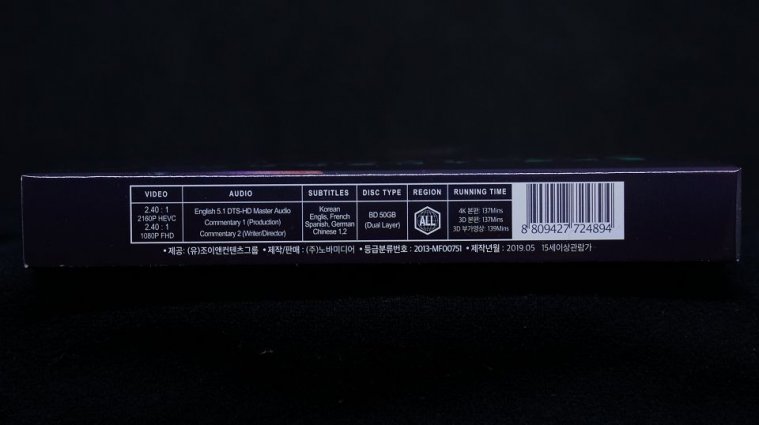 VIDEO AUDIO SUBTITLES DISC TYPE REGION RUNNING TIME
2.40 : 1
2160P HEVC
2.40 : 1
1080P FHD
English 5.1 DTS-HD Master Audio
Commentary 1 (Production)
Commentary 2 (Writer/Director)
Korean
Englis, French
Spanish, German
Chinese 1,2
BD 50GB
(Dual Layer)
ALL
4K 본편: 137Mins
3D 본편: 137Mins
3D 부가영상: 139Mins
8 809427 724894
• 제공: (유)조이앤컨텐츠그룹 • 제작/판매 : (주)노바미디어 • 등급분류번호 : 2013-MF00751 • 제작년월 : 2019.05 15세이상관람가